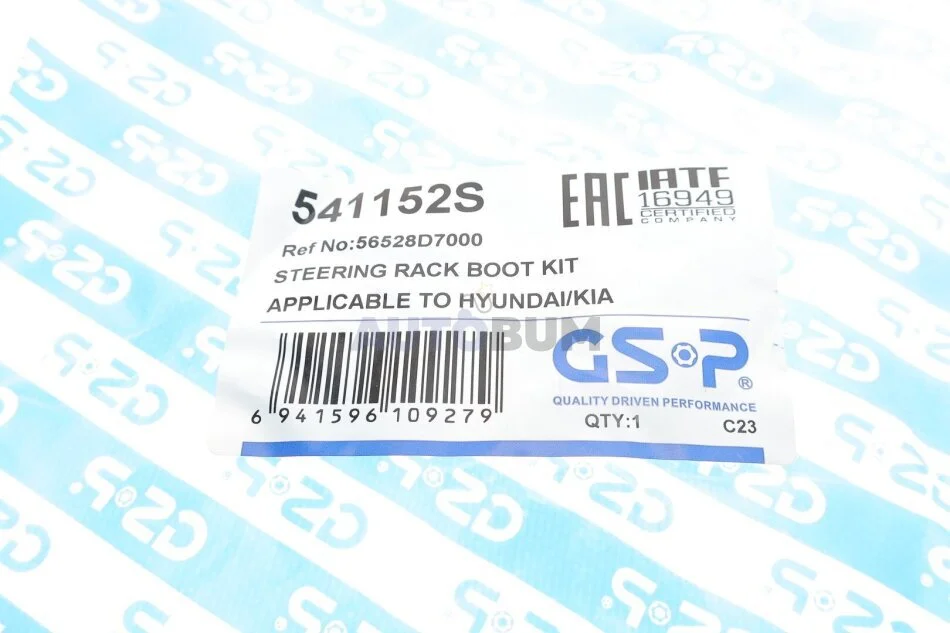 541152S
EAC
IATF
16949
CERTIFIED
COMPANY
Ref No:56528D7000
STEERING RACK BOOT KIT
APPLICABLE TO HYUNDAI/KIA
AUTOBUM
GSP®
QUALITY DRIVEN PERFORMANCE
6 941596 109279
QTY:1
C23